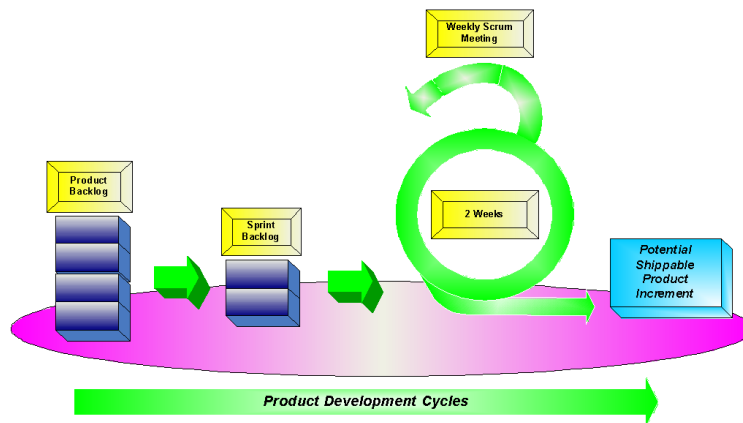 Weekly Scrum
Meeting
Product
Backlog
Sprint
Backlog
2 Weeks
Potential
Shippable
Product
Increment
Product Development Cycles